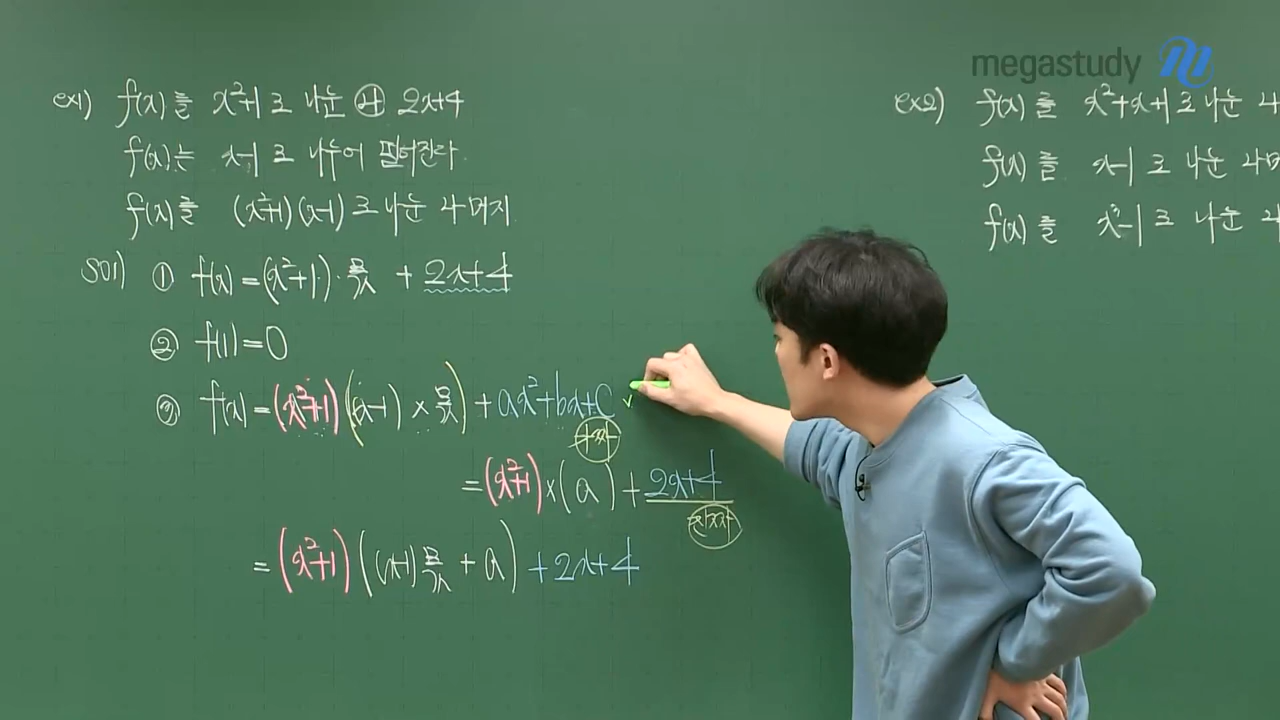 megastudy
ex1) f(x)를 x²+1로 나눈 나 2x+4
f(x)는 x-1로 나누어 떨어진다.
f(x)를 (x²+1)(x-1)로 나눈 나머지
ex2) f(x)를 x²+x+1로 나눈 나
f(x)를 x-1로 나눈 나머
f(x)를 x²-1로 나눈 나
sol) ① f(x)=(x²+1)·몫 + 2x+4
② f(1)=0
③ f(x)=(x²+1)(x-1)×몫)+ax²+bx+c ✓
=(x²+1)×(a)+2x+4
=(x²+1)((x-1)몫+a)+2x+4